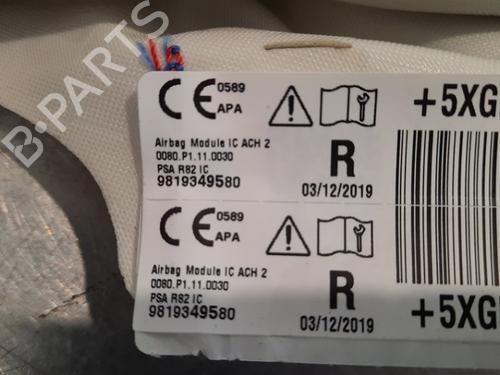 B-PARTS
CE 0589
APA
+5XG
Airbag Module IC ACH 2
0080.P1.11.0030
PSA R82 IC
9819349580
R
03/12/2019
CE 0589
APA
Airbag Module IC ACH 2
0080.P1.11.0030
PSA R82 IC
9819349580
R
03/12/2019
+5XG